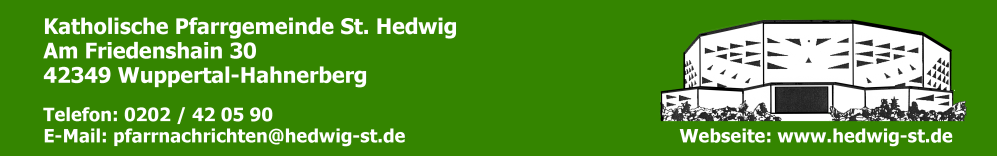 Katholische Pfarrgemeinde St. Hedwig
Am Friedenshain 30
42349 Wuppertal-Hahnerberg
Telefon: 0202 / 42 05 90
E-Mail: pfarrnachrichten@hedwig-st.de
Webseite: www.hedwig-st.de